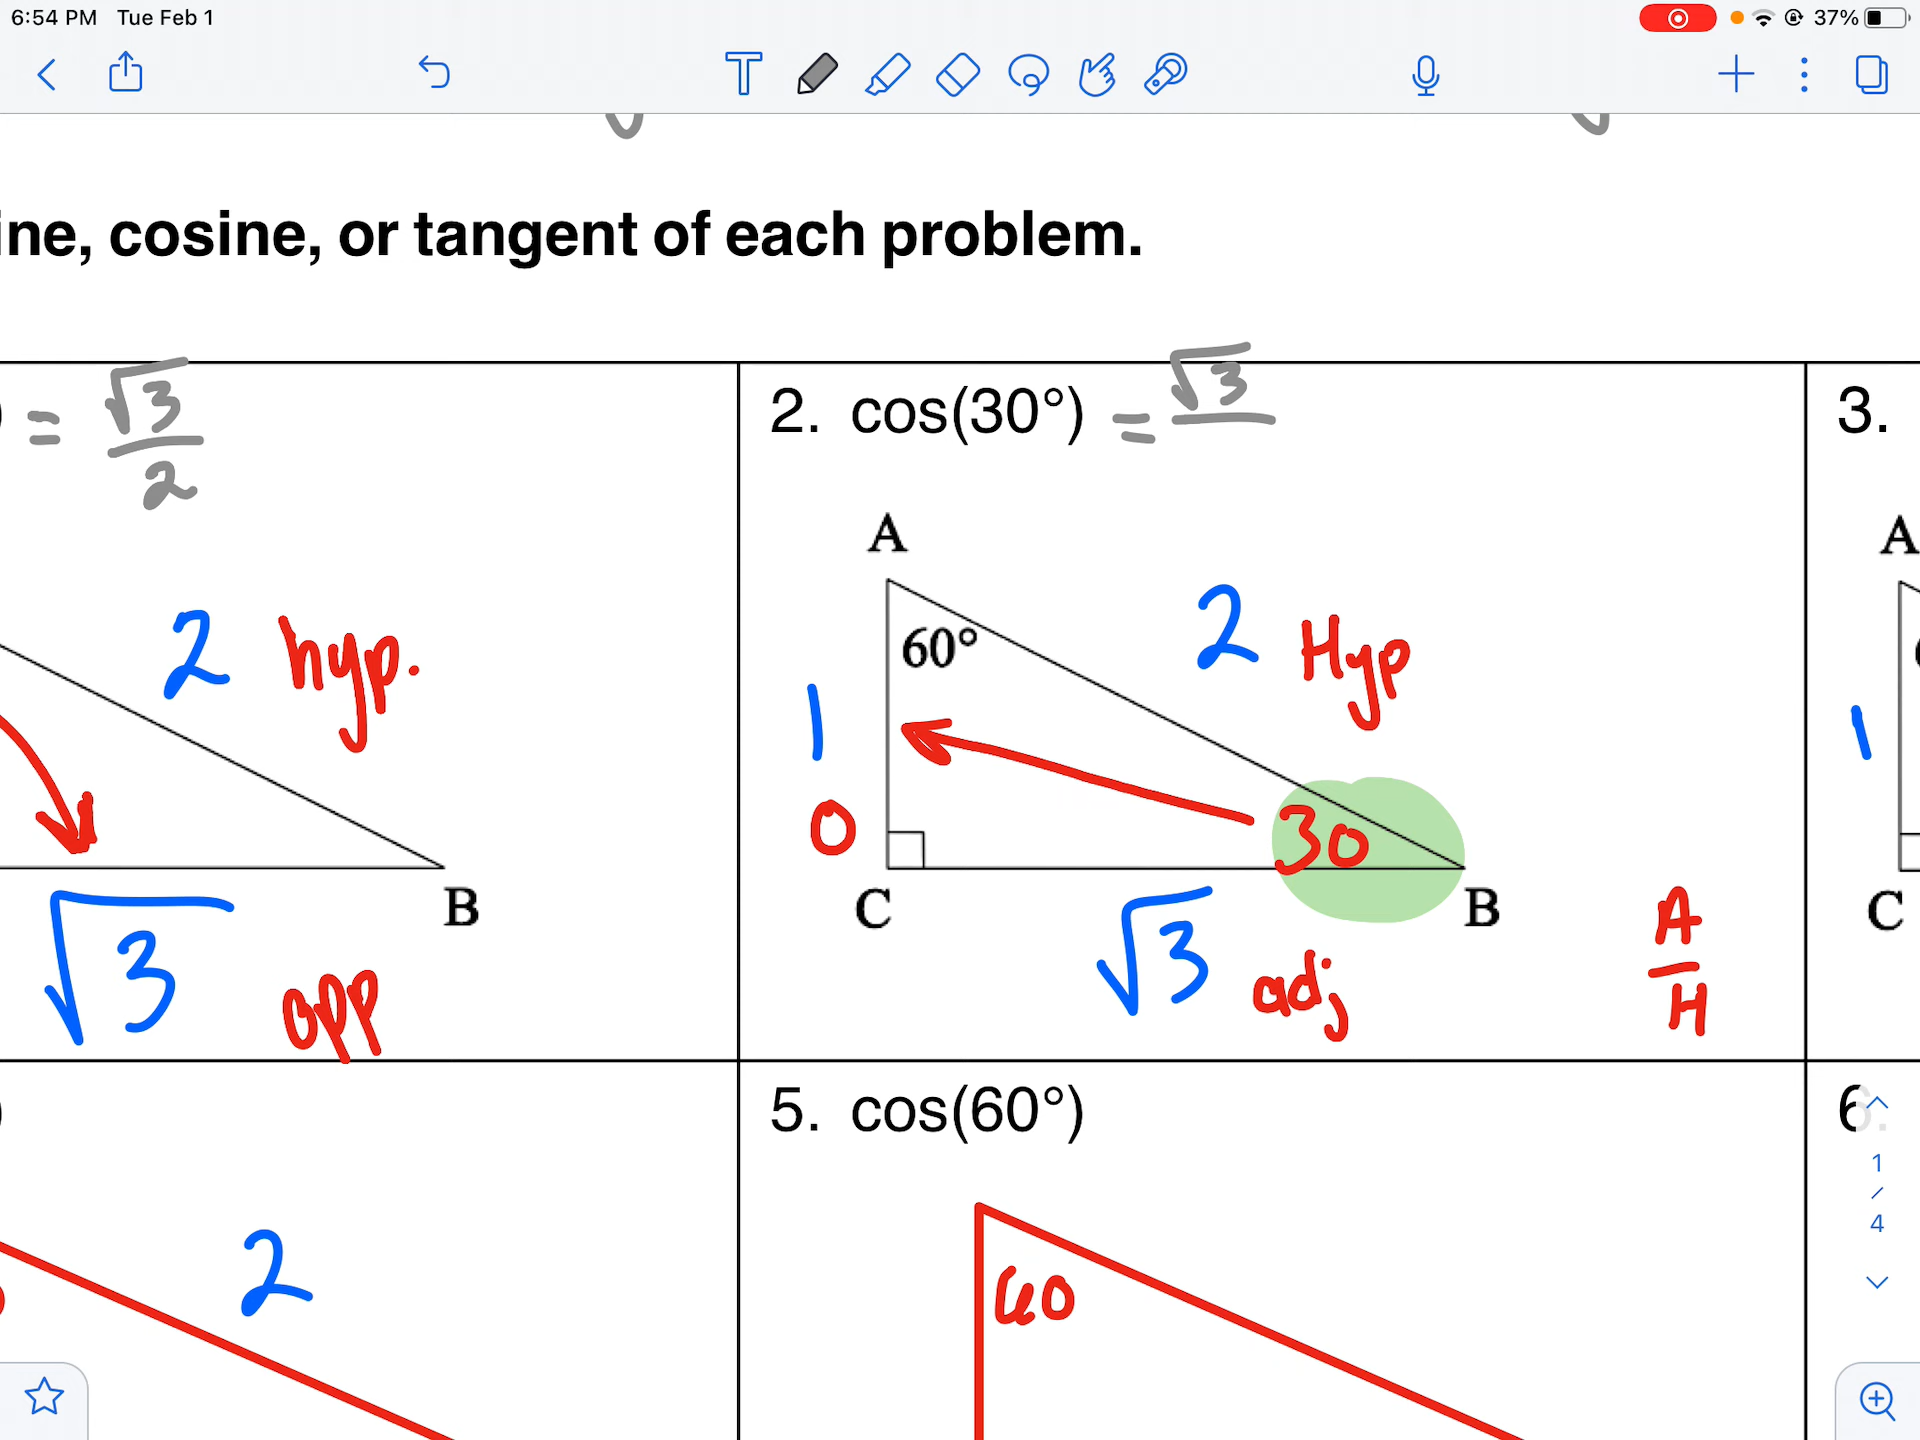 6:54 PM Tue Feb 1
37%
T
ine, cosine, or tangent of each problem.
) = √3/2
2. cos(30°) = √3
3.
2 hyp.
B
√3 opp
A
60°
2 Hyp
1
O
30
C
B
√3 adj
A/H
A
1
C
)
2
5. cos(60°)
60
6.
1
/
4